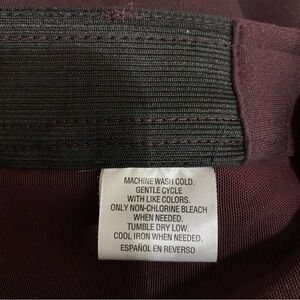 MACHINE WASH COLD.
GENTLE CYCLE
WITH LIKE COLORS.
ONLY NON-CHLORINE BLEACH
WHEN NEEDED.
TUMBLE DRY LOW.
COOL IRON WHEN NEEDED.
ESPAÑOL EN REVERSO